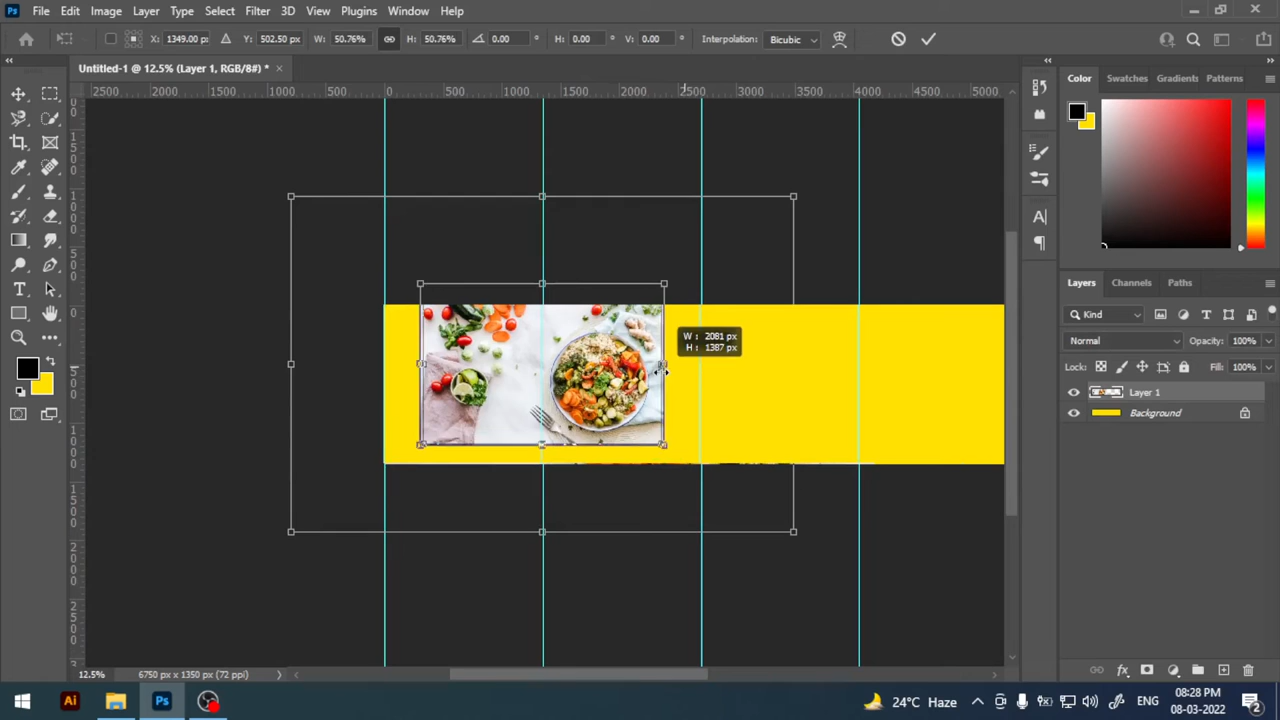 Ps File Edit Image Layer Type Select Filter 3D View Plugins Window Help
X: 1349.00 px Y: 502.50 px W: 50.76% H: 50.76% 0.00 ° H: 0.00 ° V: 0.00 ° Interpolation: Bicubic
Untitled-1 @ 12.5% (Layer 1, RGB/8#) * ×
2500 2000 1500 1000 500 0 500 1000 1500 2000 2500 3000 3500 4000 4500 5000
Color Swatches Gradients Patterns
W: 2081 px
H: 1387 px
Layers Channels Paths
Kind
Normal Opacity: 100%
Lock: Fill: 100%
Layer 1
Background
12.5% 6750 px x 1350 px (72 ppi)
Ai Ps 24°C Haze ENG 08:28 PM
08-03-2022
2